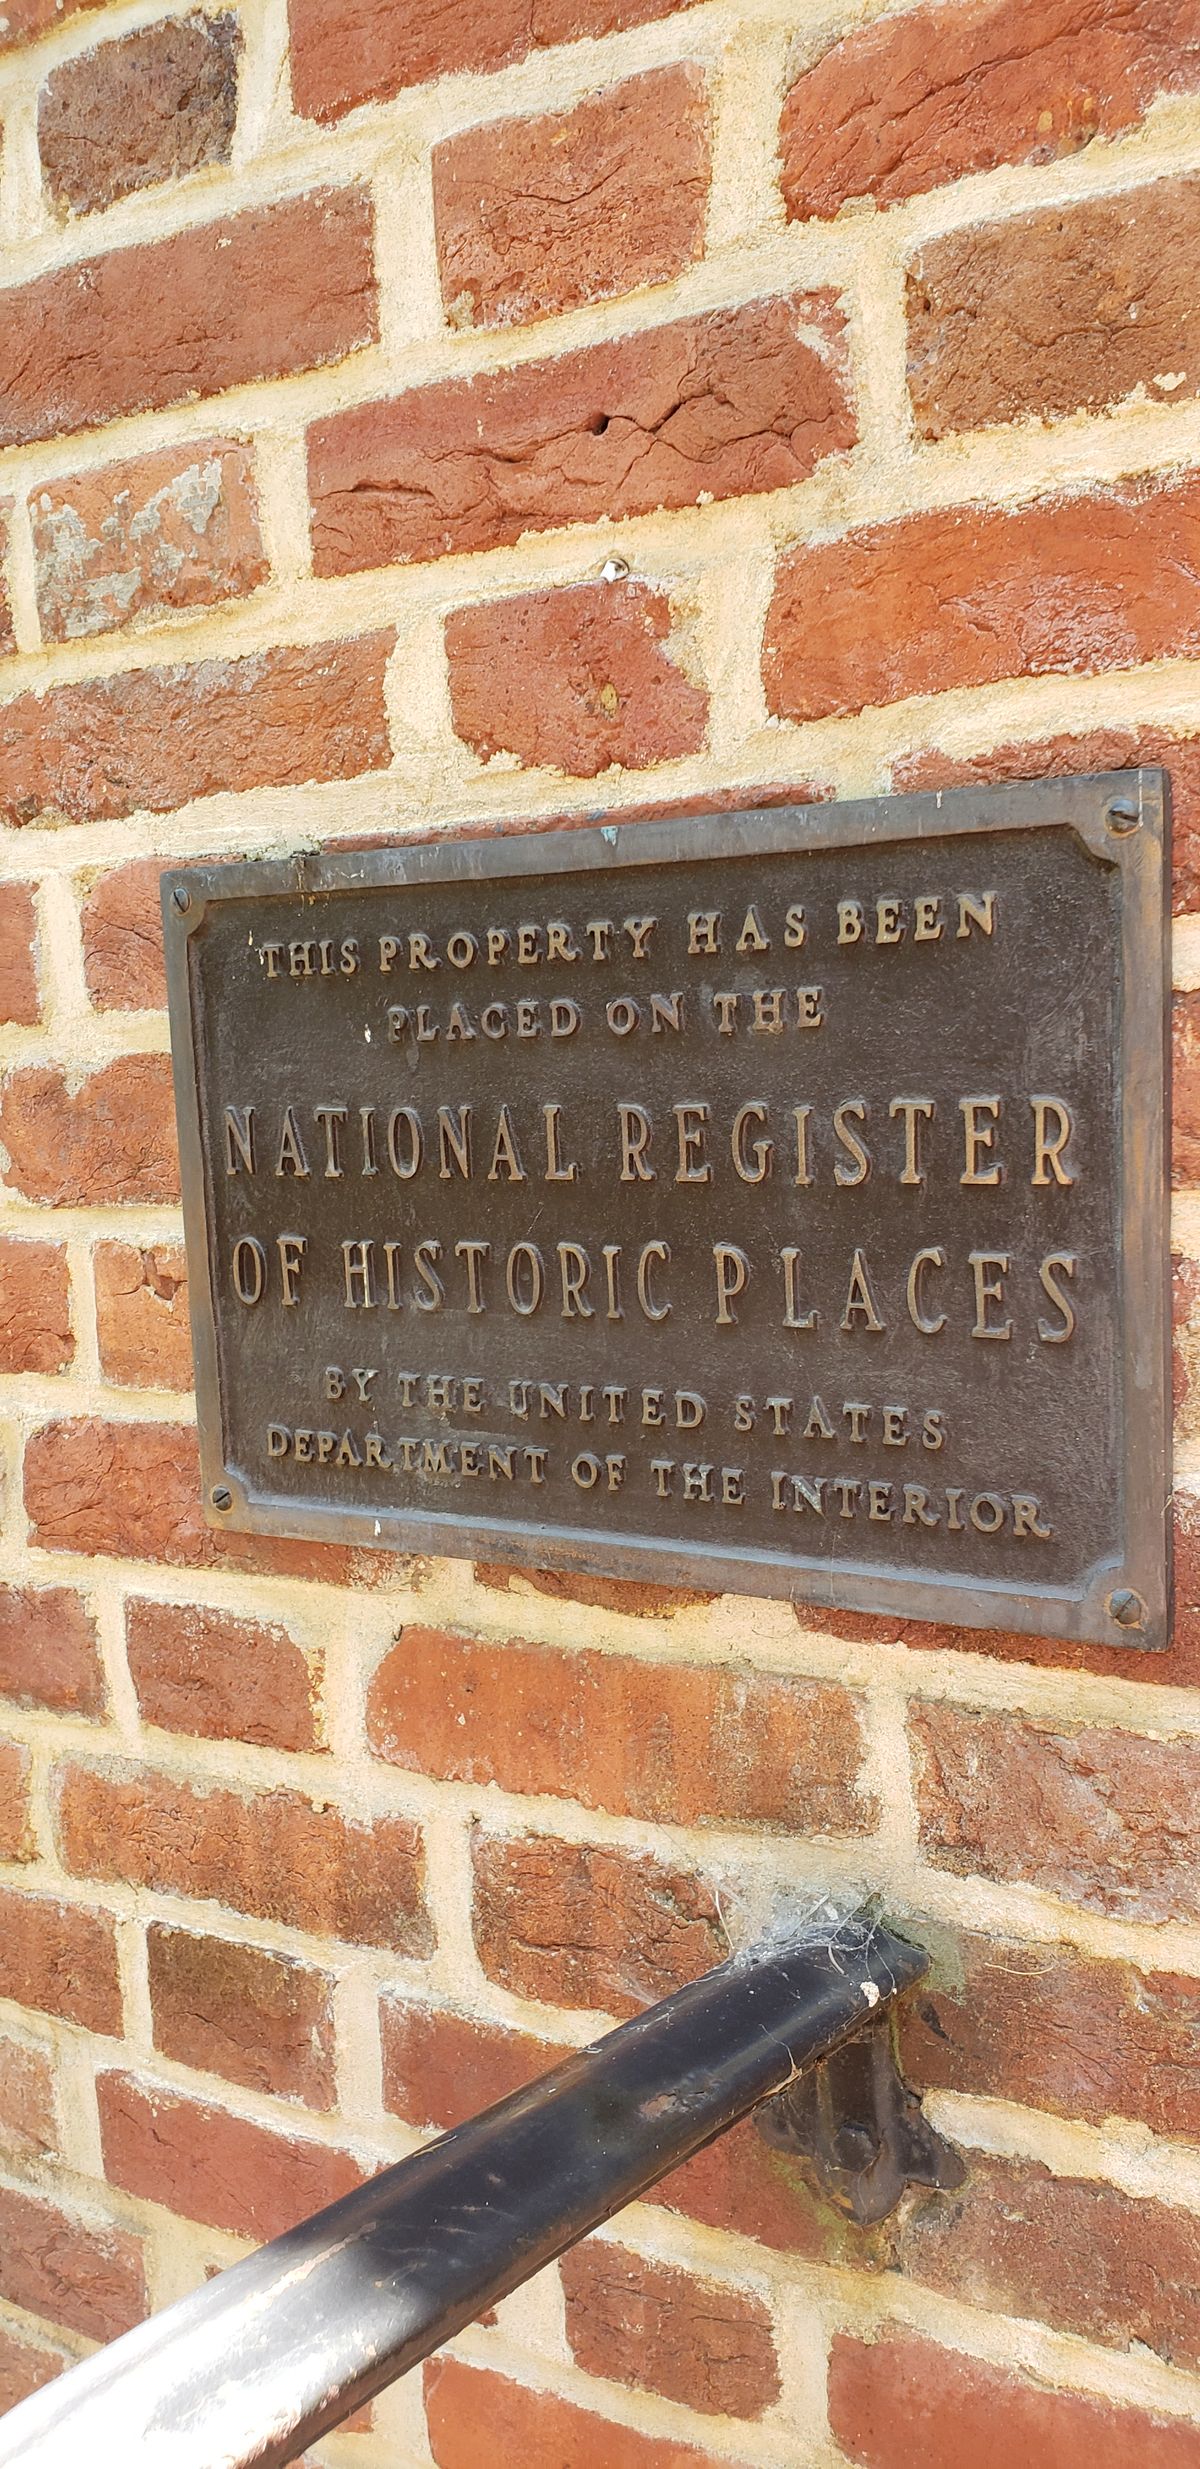 THIS PROPERTY HAS BEEN
PLACED ON THE
NATIONAL REGISTER
OF HISTORIC PLACES
BY THE UNITED STATES
DEPARTMENT OF THE INTERIOR